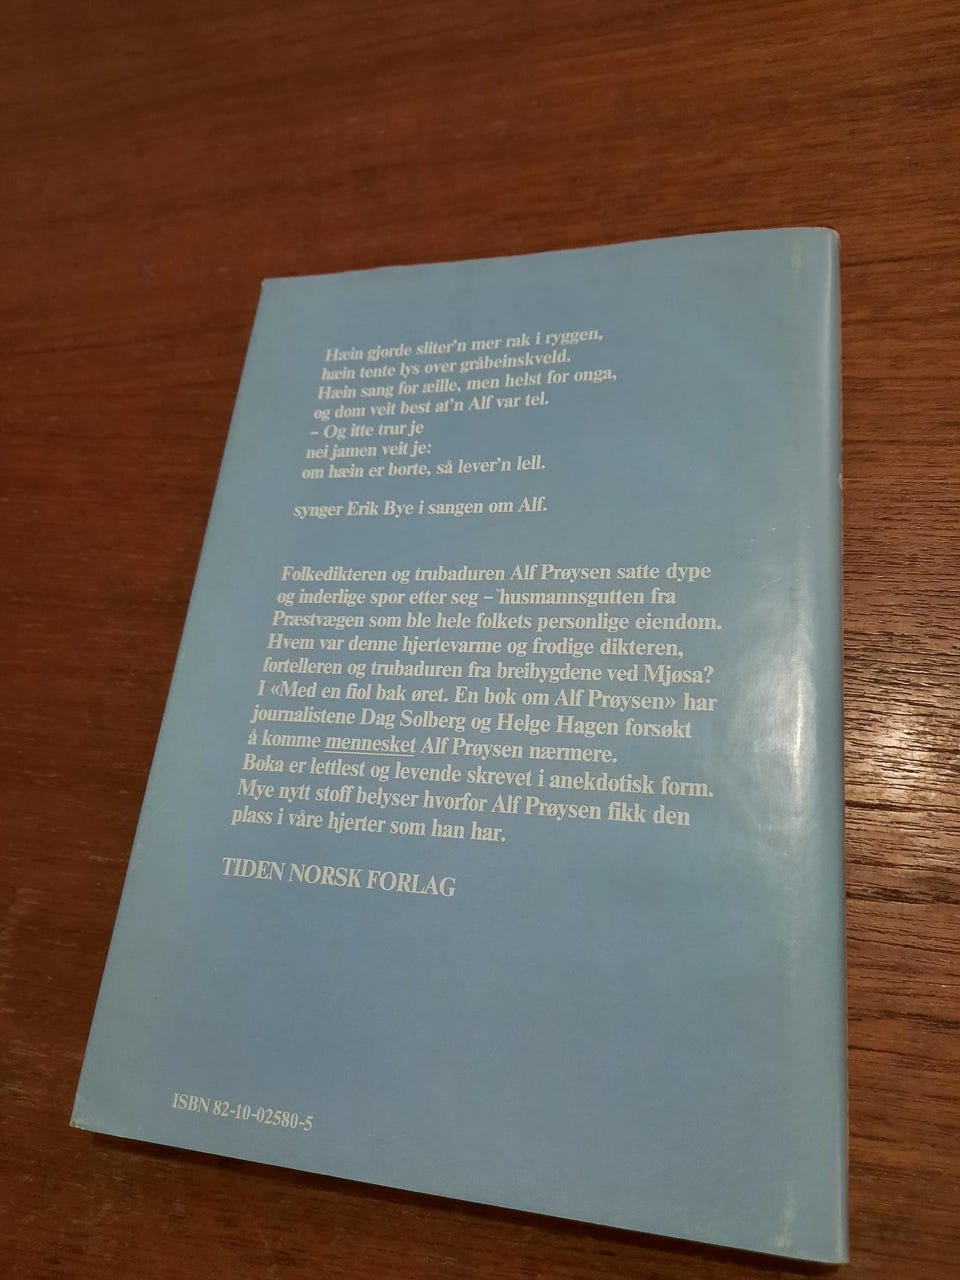 Hæin gjorde sliter'n mer rak i ryggen,
hæin tente lys over gråbeinskveld.
Hæin sang for æille, men helst for onga,
og dom veit best at'n Alf var tel.
– Og itte trur je
nei jamen veit je:
om hæin er borte, så lever'n lell.
synger Erik Bye i sangen om Alf.
Folkedikteren og trubaduren Alf Prøysen satte dype
og inderlige spor etter seg – husmannsgutten fra
Præstvægen som ble hele folkets personlige eiendom.
Hvem var denne hjertevarme og frodige dikteren,
fortelleren og trubaduren fra breibygdene ved Mjøsa?
I «Med en fiol bak øret. En bok om Alf Prøysen» har
journalistene Dag Solberg og Helge Hagen forsøkt
å komme mennesket Alf Prøysen nærmere.
Boka er lettlest og levende skrevet i anekdotisk form.
Mye nytt stoff belyser hvorfor Alf Prøysen fikk den
plass i våre hjerter som han har.
TIDEN NORSK FORLAG
ISBN 82-10-02580-5